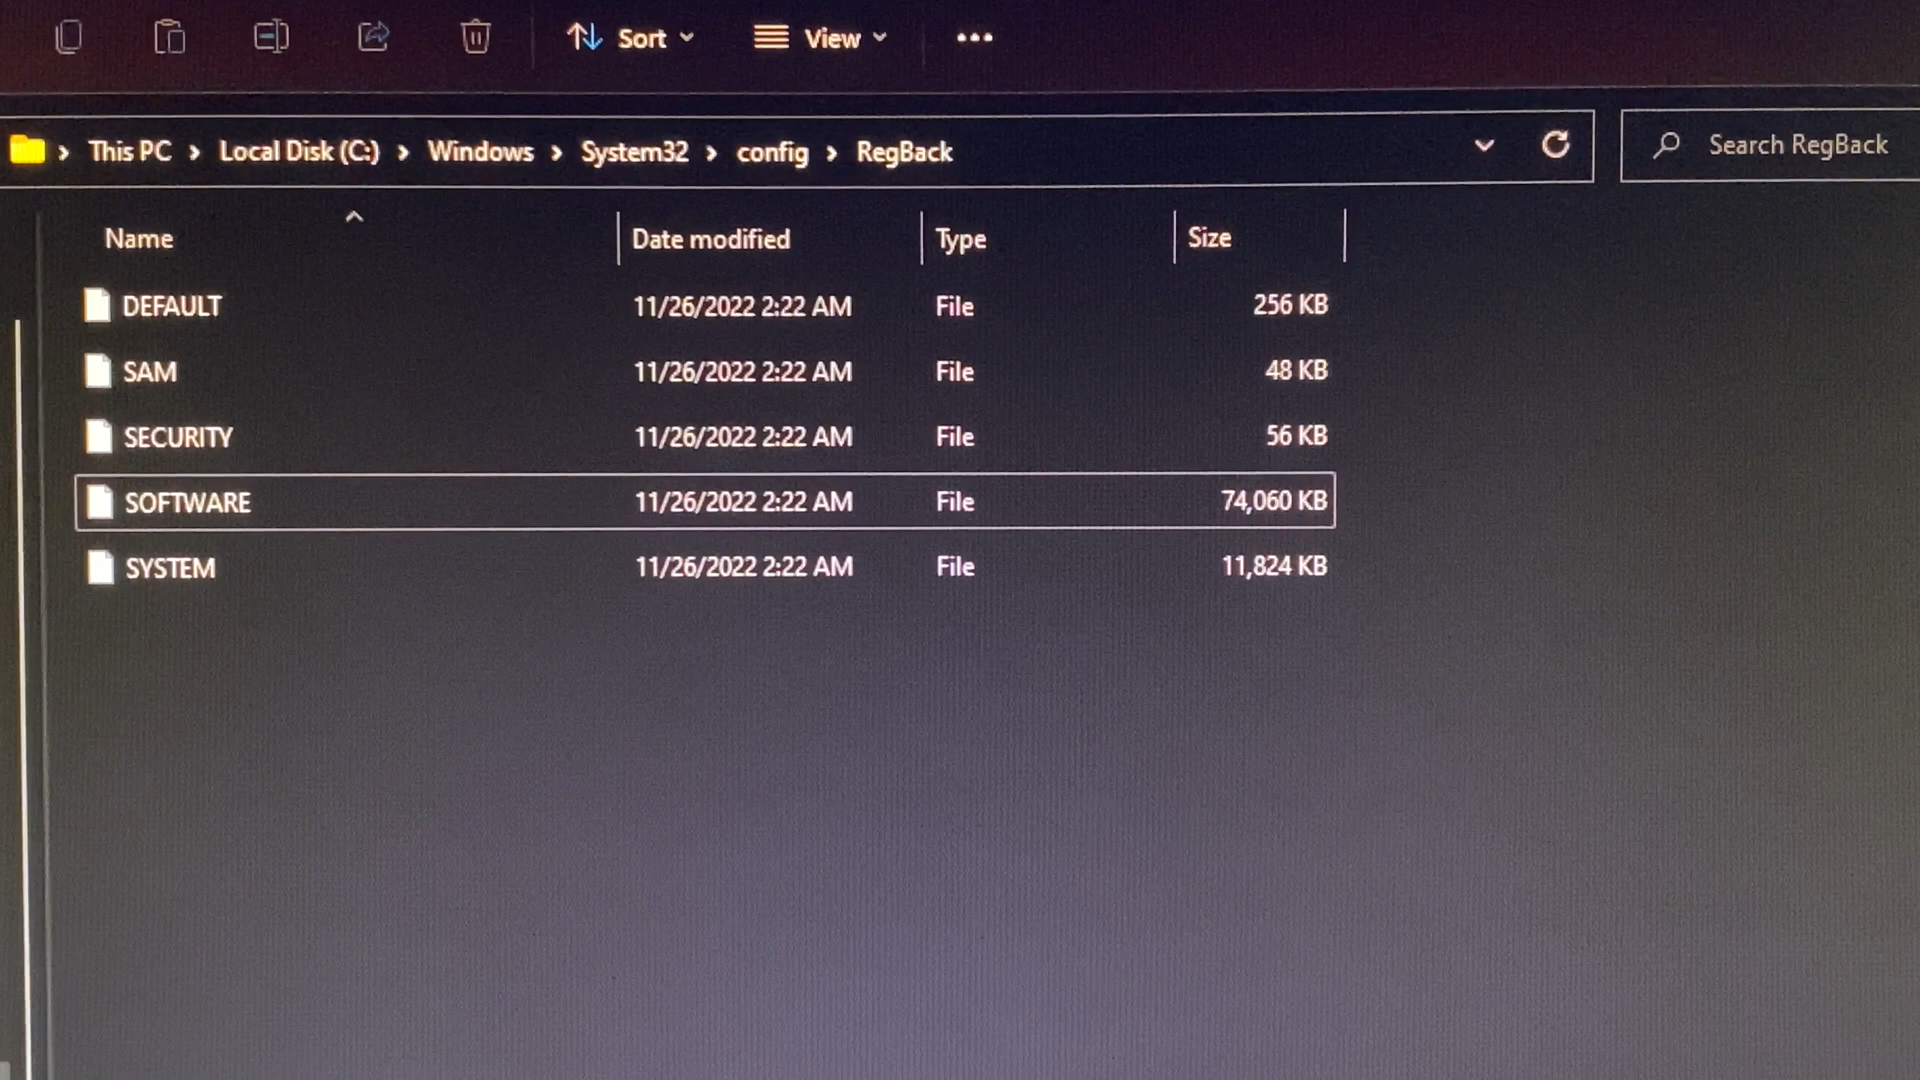 Sort View
This PC Local Disk (C:) Windows System32 config RegBack Search RegBack
Name Date modified Type Size
DEFAULT 11/26/2022 2:22 AM File 256 KB
SAM 11/26/2022 2:22 AM File 48 KB
SECURITY 11/26/2022 2:22 AM File 56 KB
SOFTWARE 11/26/2022 2:22 AM File 74,060 KB
SYSTEM 11/26/2022 2:22 AM File 11,824 KB